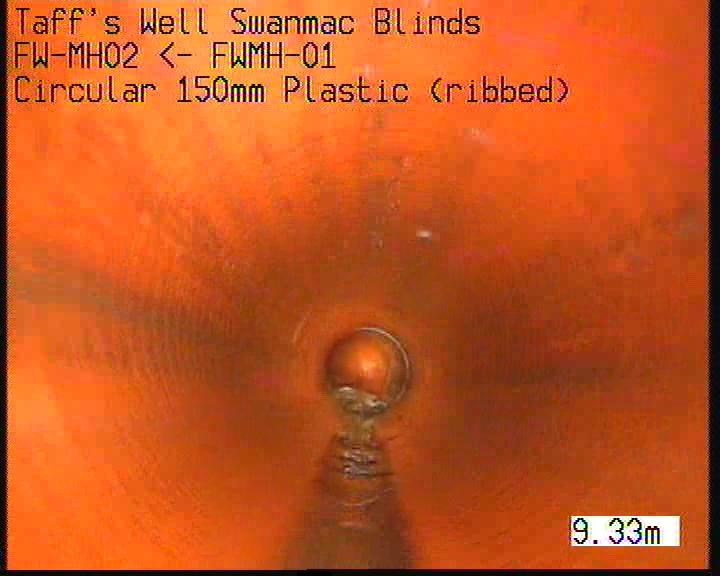 Taff's Well Swanmac Blinds
FW-MH02 <- FWMH-01
Circular 150mm Plastic (ribbed)
9.33m